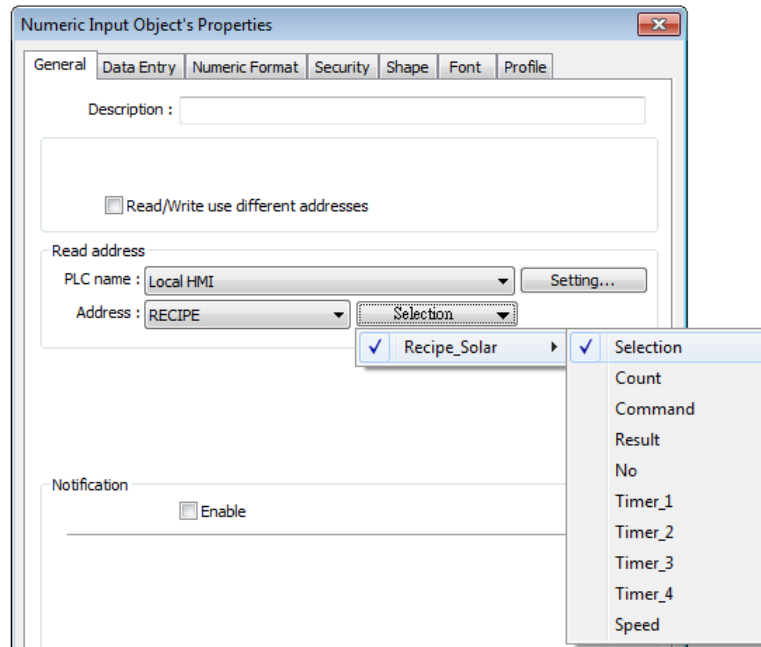 Numeric Input Object's Properties
General Data Entry Numeric Format Security Shape Font Profile
Description :
Read/Write use different addresses
Read address
PLC name : Local HMI Setting...
Address : RECIPE Selection
Recipe_Solar Selection
Count
Command
Result
No
Timer_1
Notification
Enable
Timer_2
Timer_3
Timer_4
Speed